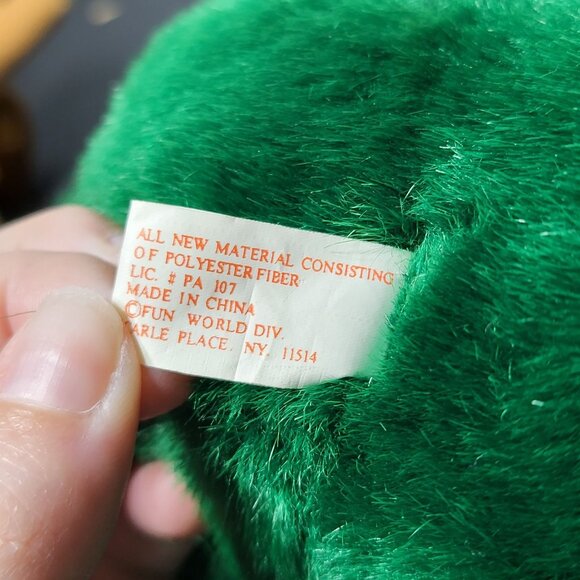 ALL NEW MATERIAL CONSISTING
OF POLYESTER FIBER
LIC. # PA 107
MADE IN CHINA
©FUN WORLD DIV.
CARLE PLACE, NY. 11514